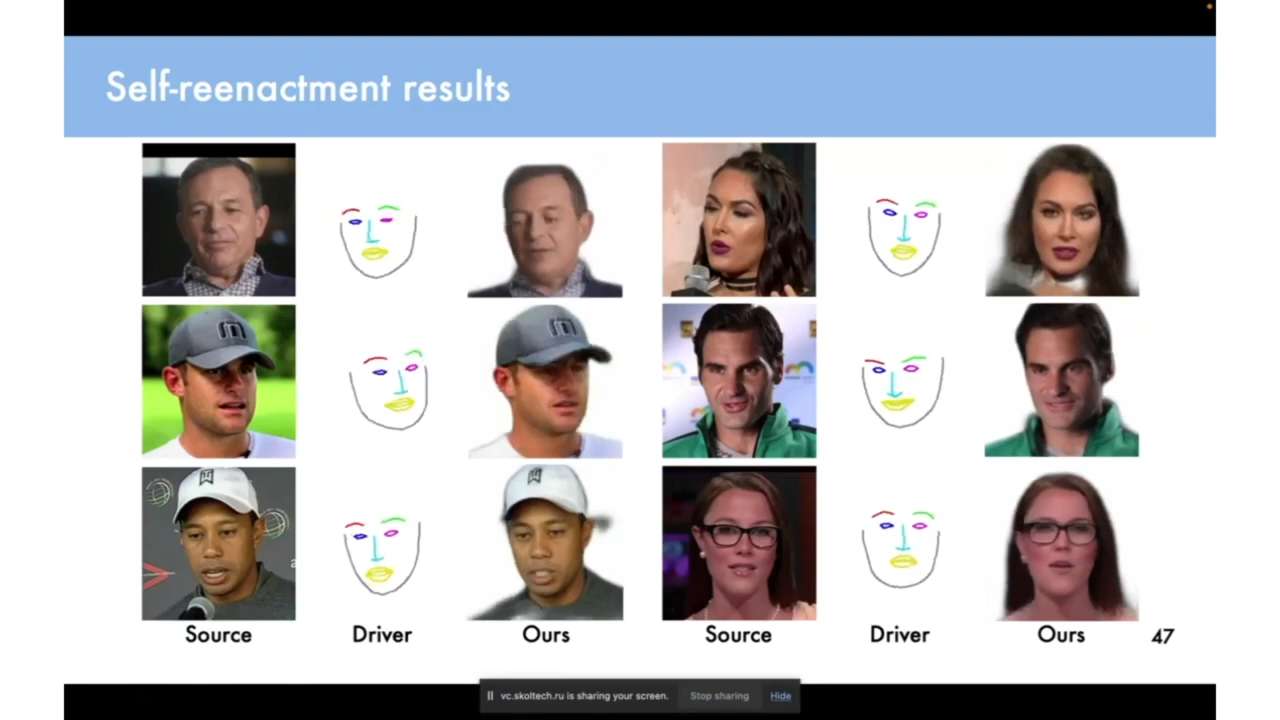 Self-reenactment results
Source Driver Ours Source Driver Ours 47
vc.skoltech.ru is sharing your screen. Stop sharing Hide